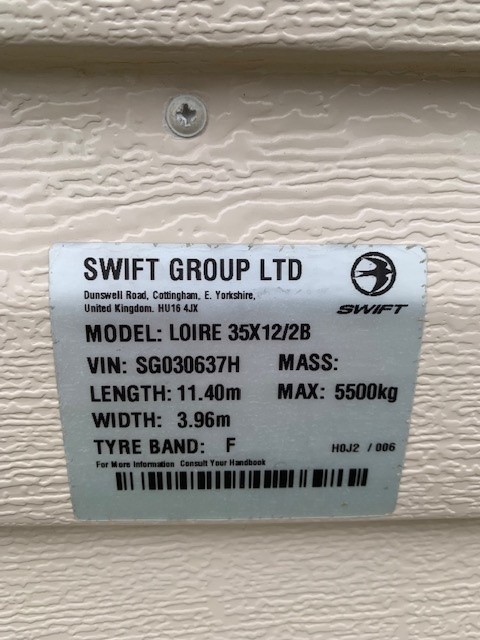 SWIFT GROUP LTD
Dunswell Road, Cottingham, E. Yorkshire,
United Kingdom. HU16 4JX
SWIFT
MODEL: LOIRE 35X12/2B
VIN: SG030637H MASS:
LENGTH: 11.40m MAX: 5500kg
WIDTH: 3.96m
TYRE BAND: F H0J2 / 006
For More Information Consult Your Handbook